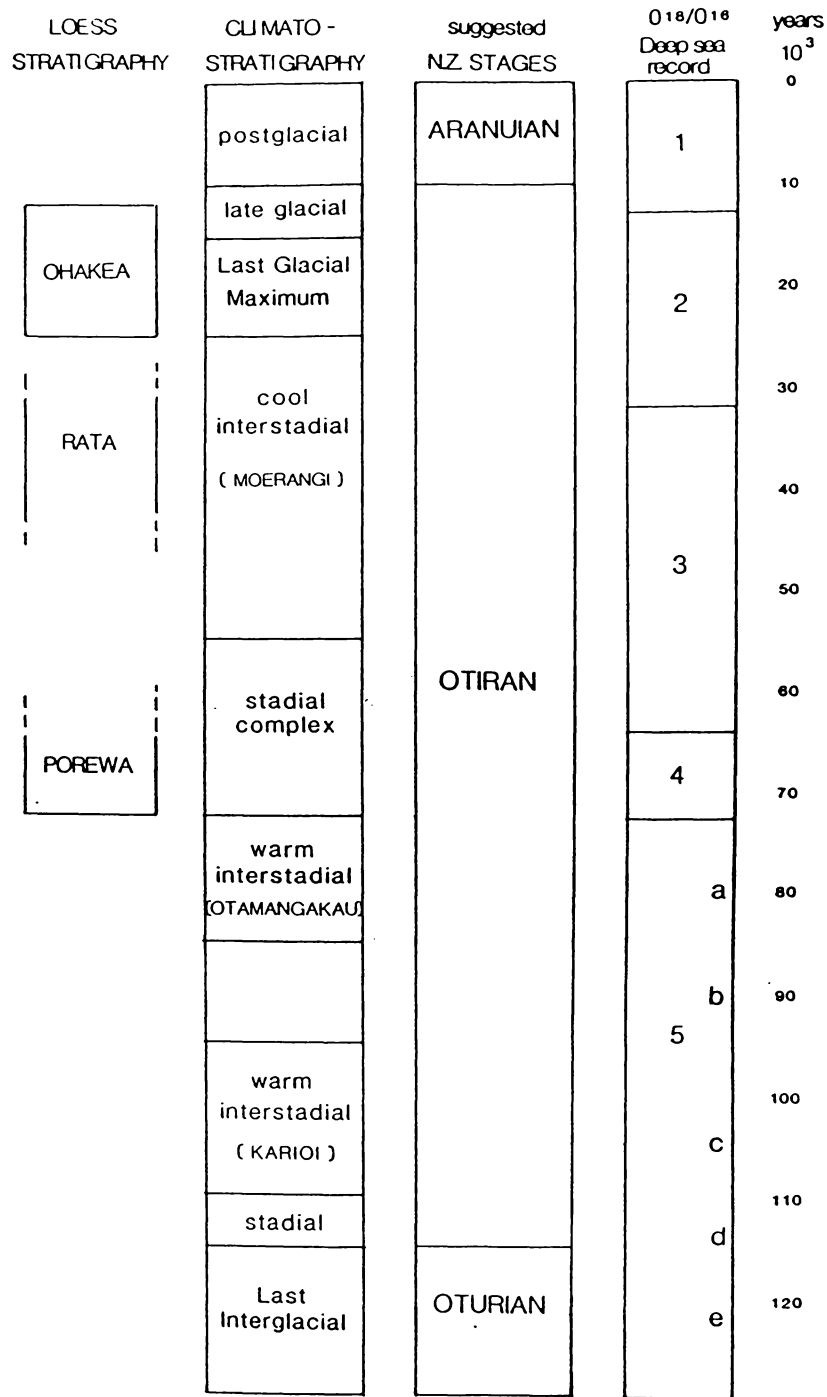 LOESS
STRATIGRAPHY
CLIMATO -
STRATIGRAPHY
suggested
N.Z. STAGES
O18/O16
Deep sea
record
years
10³
0
10
20
30
40
50
60
70
80
90
100
110
120
OHAKEA
RATA
POREWA
postglacial
late glacial
Last Glacial
Maximum
cool
interstadial
( MOERANGI )
stadial
complex
warm
interstadial
(OTAMANGAKAU)
warm
interstadial
( KARIOI )
stadial
Last
Interglacial
ARANUIAN
OTIRAN
OTURIAN
1
2
3
4
5
a
b
c
d
e